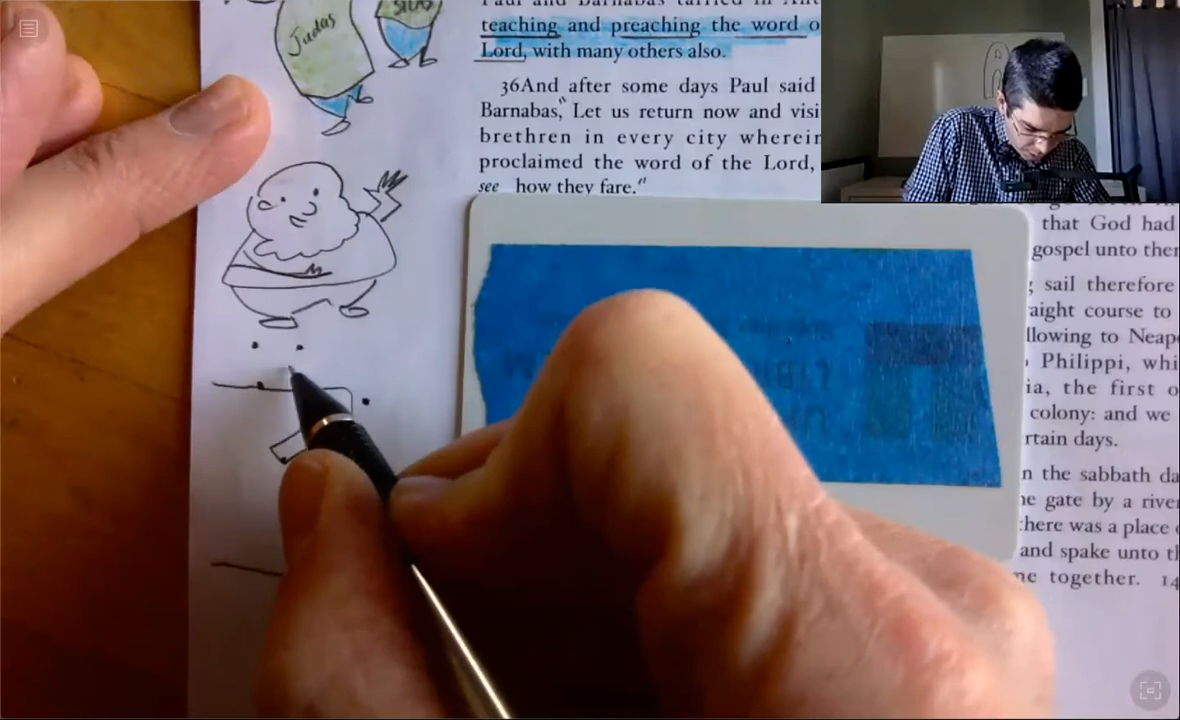 Judas
Silas
Paul and Barnabas tarried in Ant
teaching and preaching the word o
Lord, with many others also.
36And after some days Paul said
Barnabas," Let us return now and visi
brethren in every city wherein
proclaimed the word of the Lord,
see how they fare."
that God had
gospel unto ther
; sail therefore
aight course to
llowing to Neap
Philippi, whi
ia, the first o
colony: and we
rtain days.
n the sabbath da
he gate by a rive
there was a place
and spake unto th
me together. 14